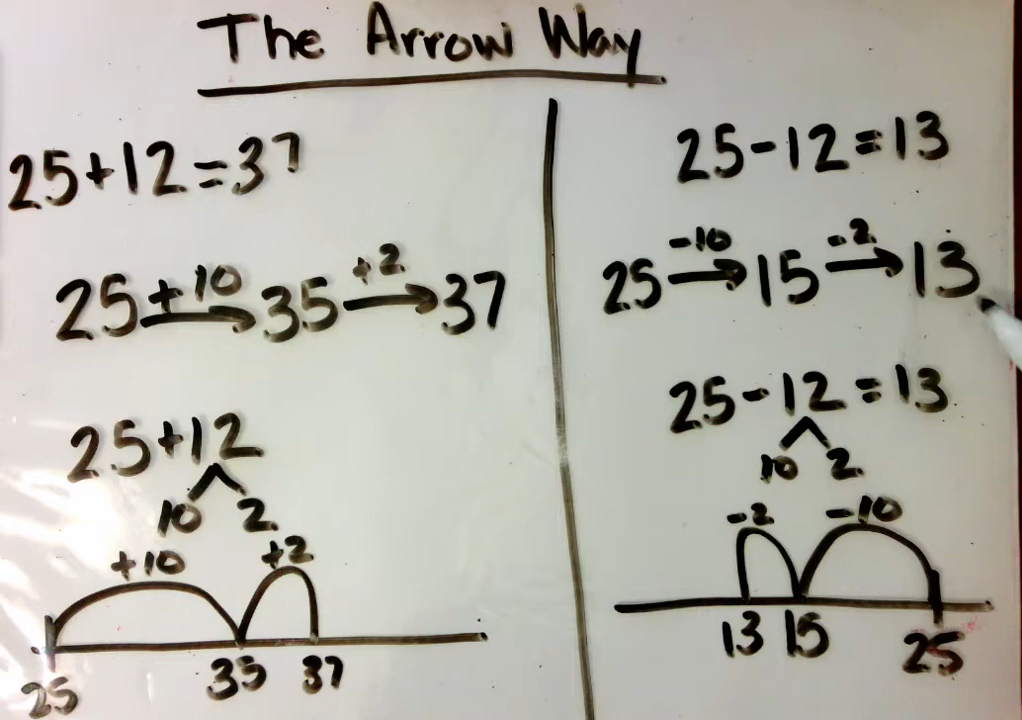 The Arrow Way
25+12=37
25 +10→ 35 +2→ 37
25+12
10 2
+10 +2
25 35 37
25-12=13
25 -10→ 15 -2→ 13
25-12=13
10 2
-2 -10
13 15 25